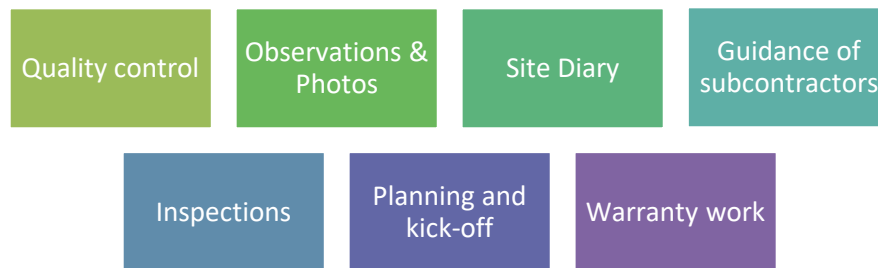 Quality control
Observations &
Photos
Site Diary
Guidance of
subcontractors
Inspections
Planning and
kick-off
Warranty work